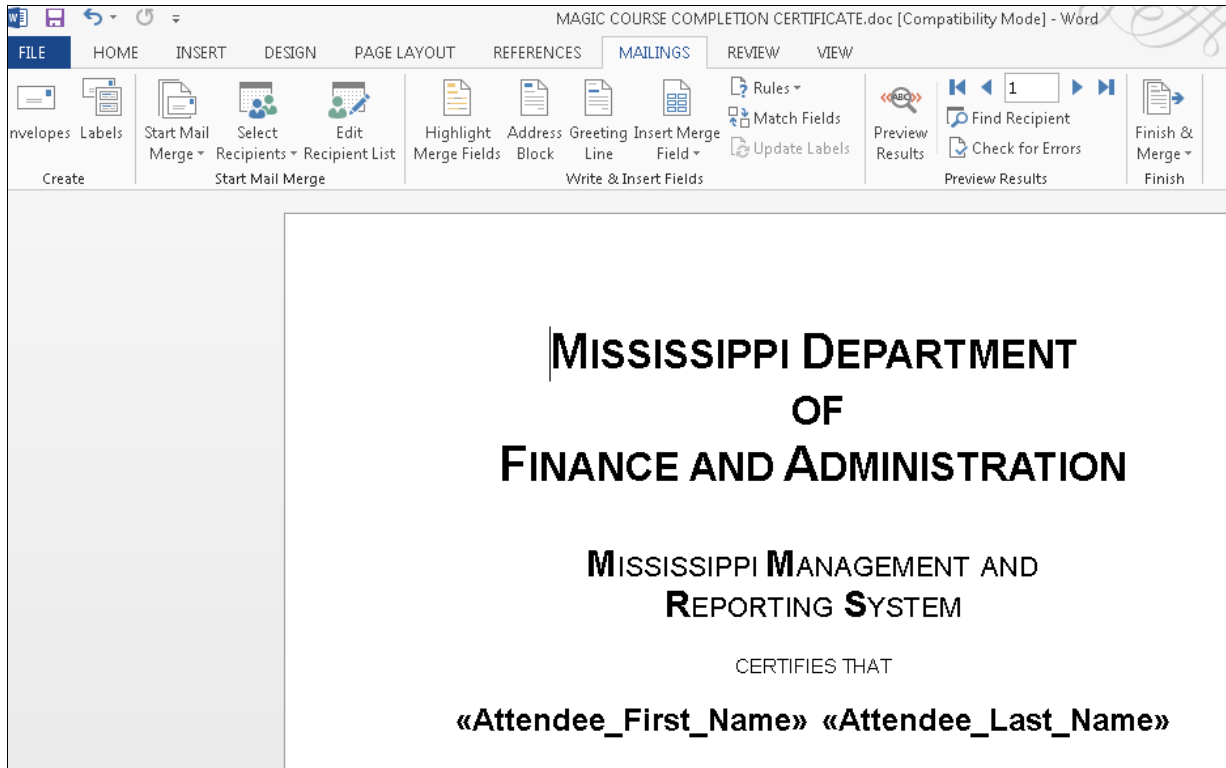 MAGIC COURSE COMPLETION CERTIFICATE.doc [Compatibility Mode] - Word
FILE HOME INSERT DESIGN PAGE LAYOUT REFERENCES MAILINGS REVIEW VIEW
nvelopes Labels
Start Mail Merge
Select Recipients
Edit Recipient List
Highlight Merge Fields
Address Block
Greeting Line
Insert Merge Field
Rules
Match Fields
Update Labels
«ABC»
Preview Results
1
Find Recipient
Check for Errors
Finish & Merge
Create Start Mail Merge Write & Insert Fields Preview Results Finish
MISSISSIPPI DEPARTMENT
OF
FINANCE AND ADMINISTRATION
MISSISSIPPI MANAGEMENT AND
REPORTING SYSTEM
CERTIFIES THAT
«Attendee_First_Name» «Attendee_Last_Name»